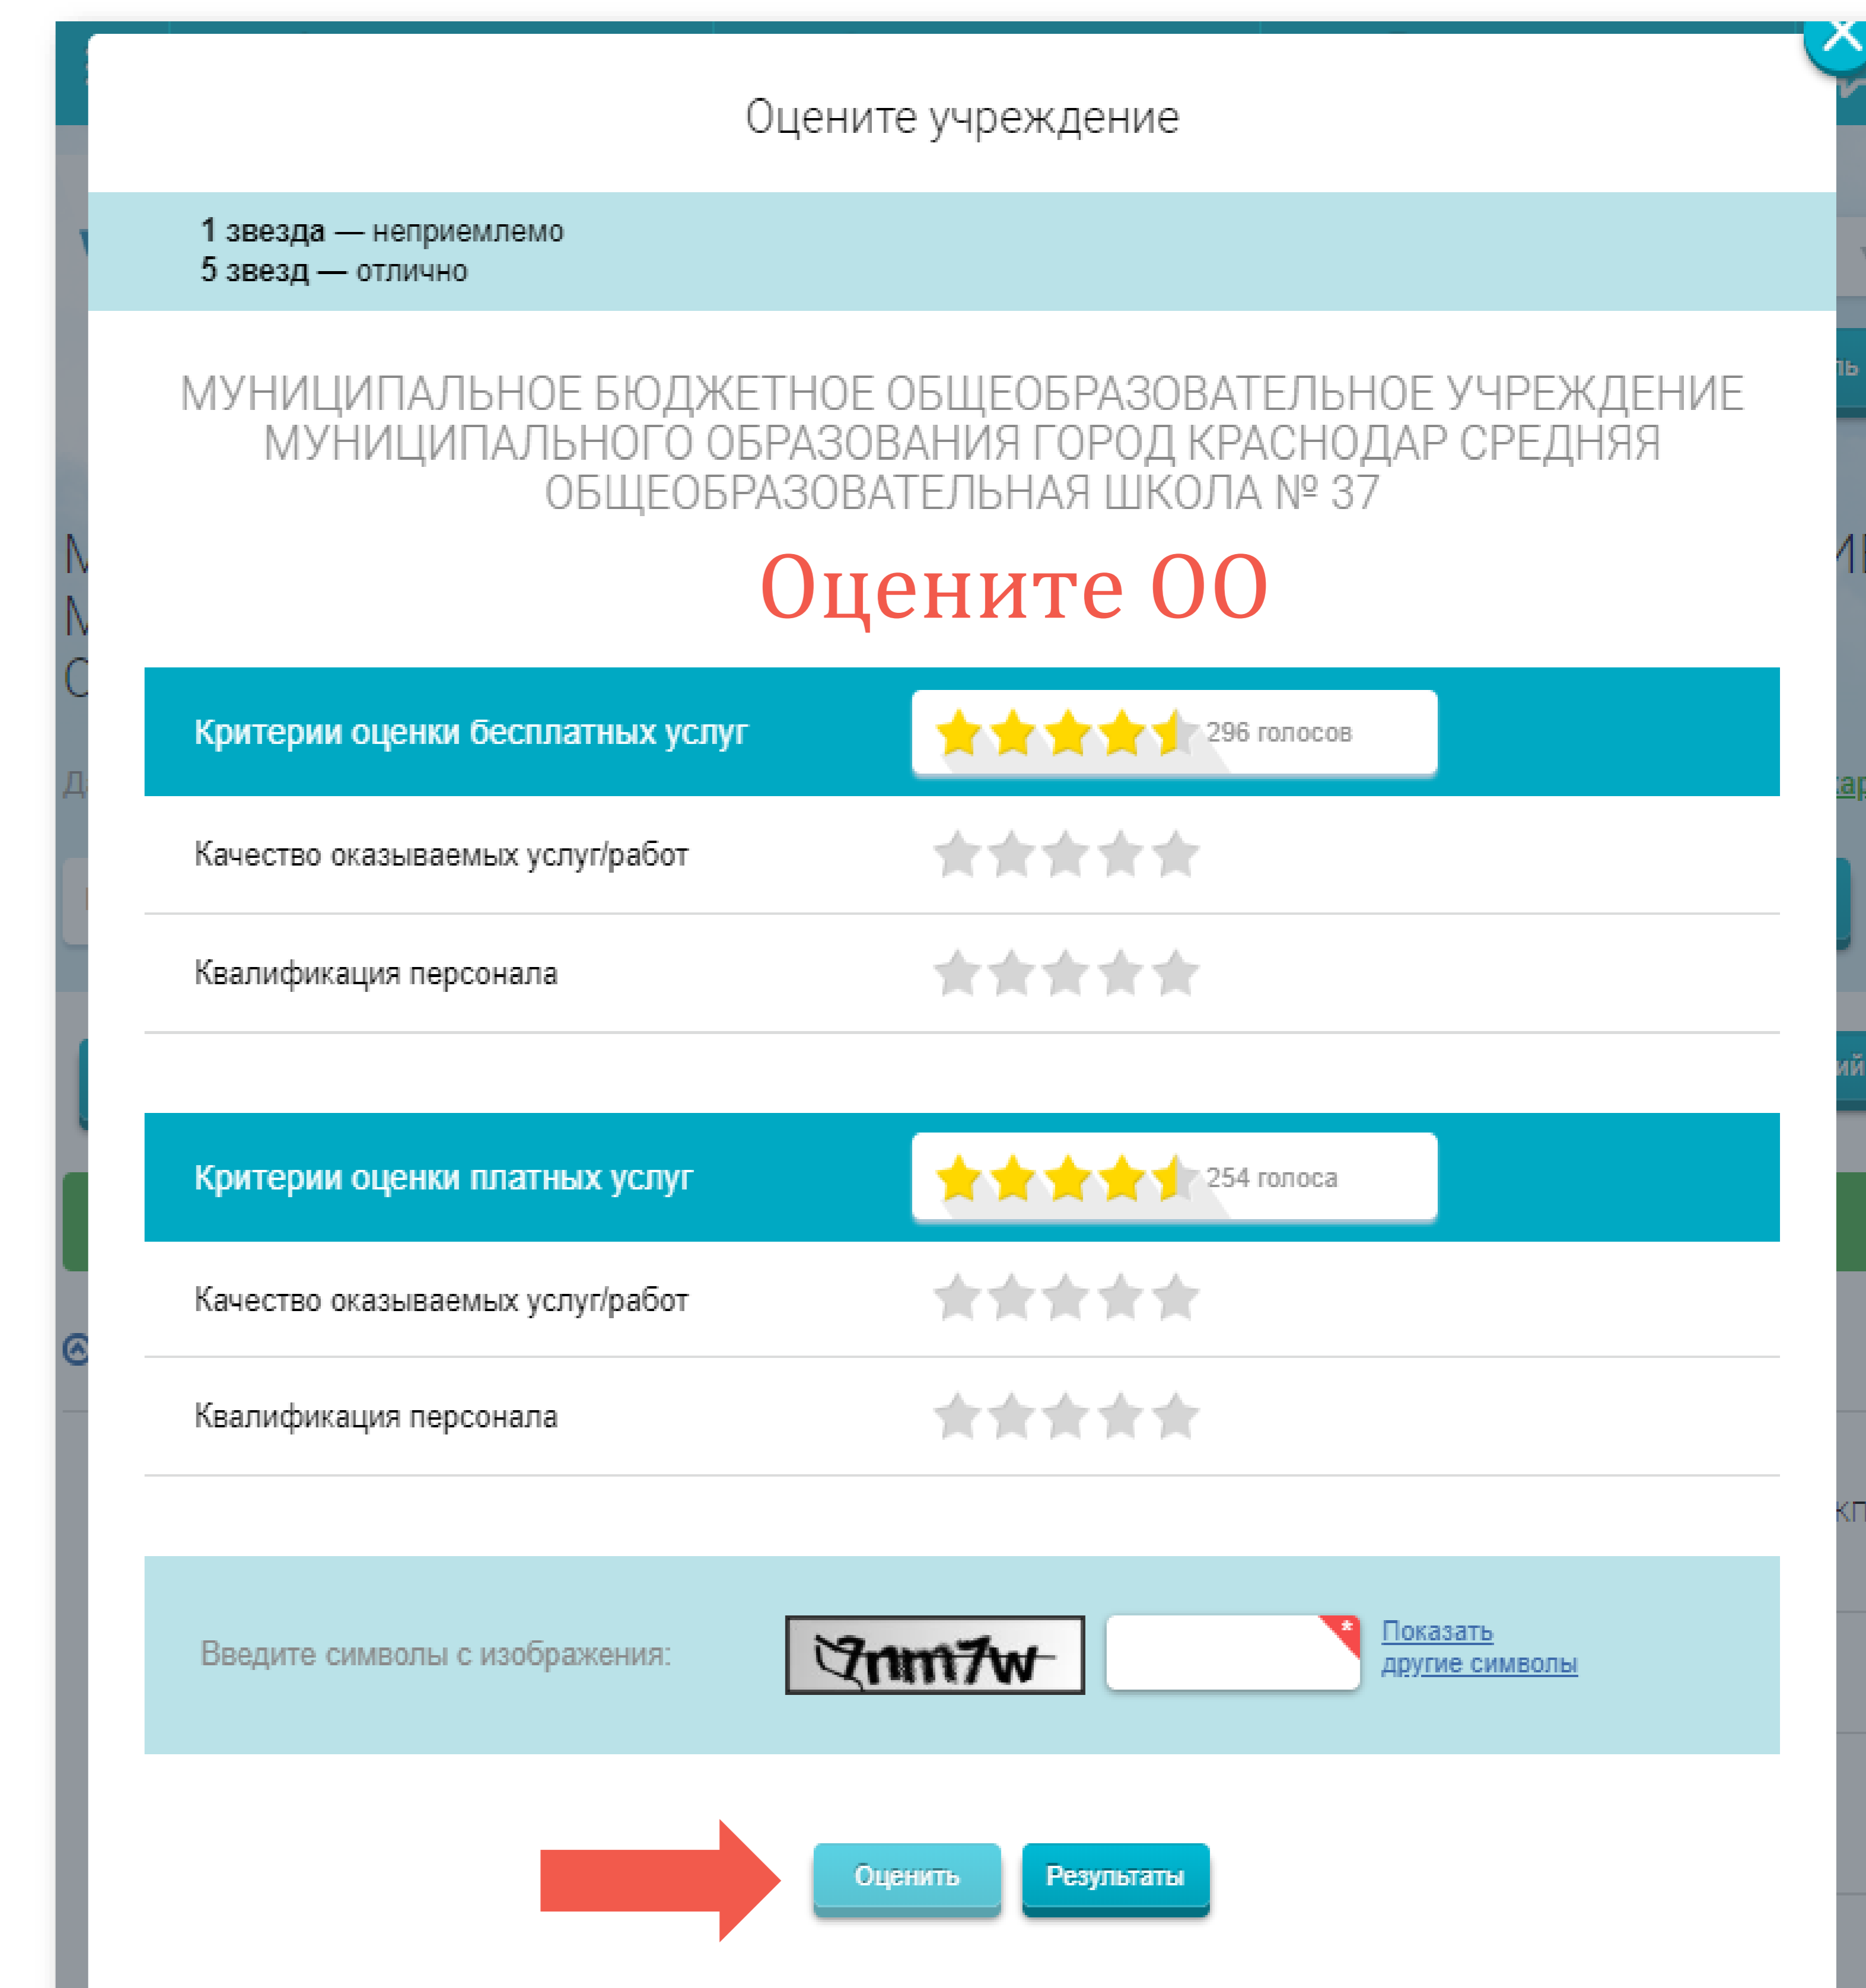 Оцените учреждение
1 звезда — неприемлемо
5 звезд — отлично
МУНИЦИПАЛЬНОЕ БЮДЖЕТНОЕ ОБЩЕОБРАЗОВАТЕЛЬНОЕ УЧРЕЖДЕНИЕ
МУНИЦИПАЛЬНОГО ОБРАЗОВАНИЯ ГОРОД КРАСНОДАР СРЕДНЯЯ
ОБЩЕОБРАЗОВАТЕЛЬНАЯ ШКОЛА № 37
Оцените ОО
Критерии оценки бесплатных услуг 296 голосов
Качество оказываемых услуг/работ
Квалификация персонала
Критерии оценки платных услуг 254 голоса
Качество оказываемых услуг/работ
Квалификация персонала
Введите символы с изображения: 7nm7w * Показать
другие символы
Оценить Результаты